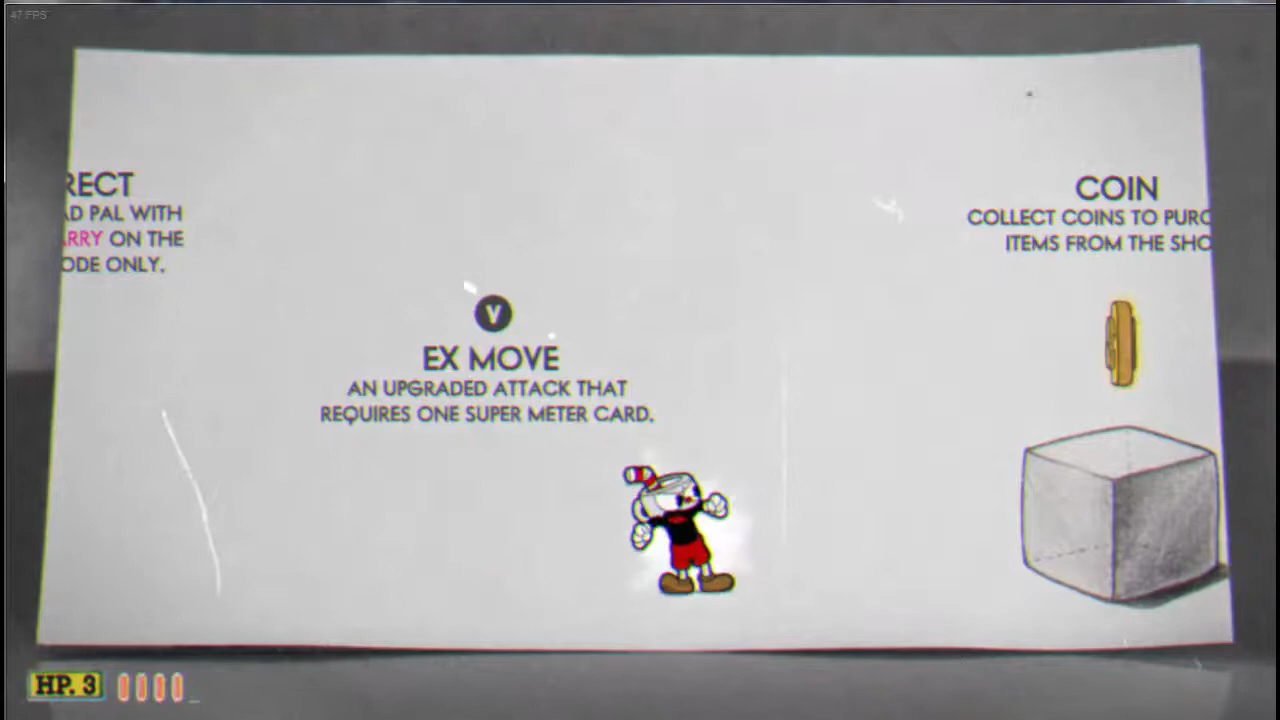 47 FPS
RECT
AD PAL WITH
ARRY ON THE
ODE ONLY.
V
EX MOVE
AN UPGRADED ATTACK THAT
REQUIRES ONE SUPER METER CARD.
COIN
COLLECT COINS TO PURC
ITEMS FROM THE SHO
HP. 3